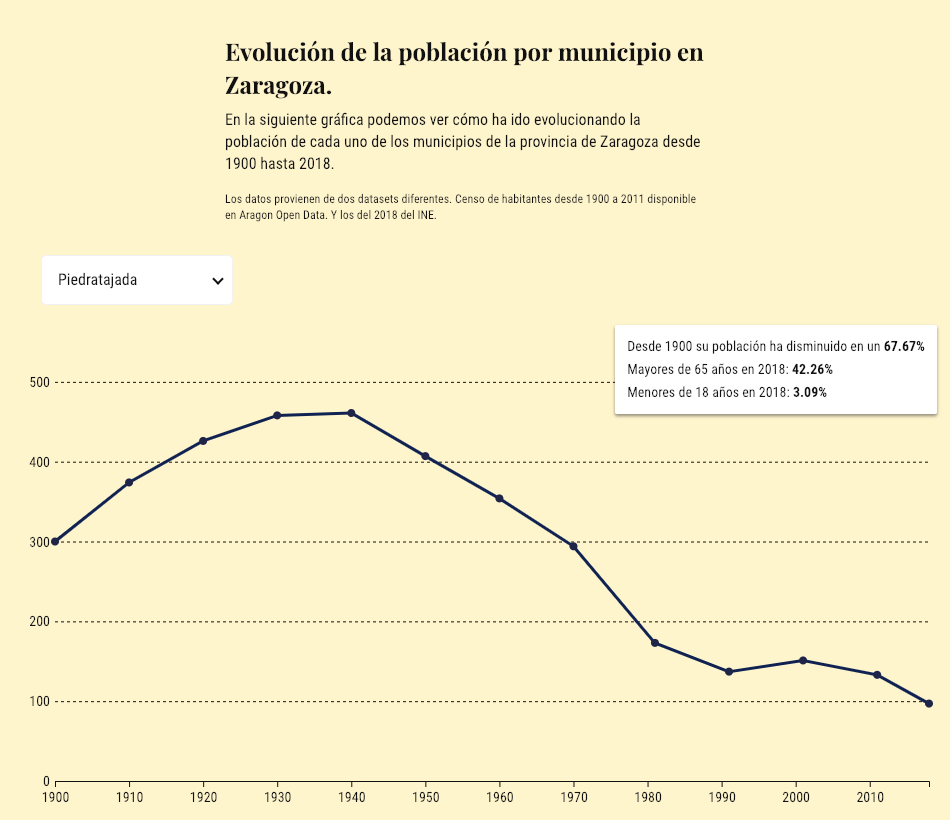 Evolución de la población por municipio en
Zaragoza.
En la siguiente gráfica podemos ver cómo ha ido evolucionando la
población de cada uno de los municipios de la provincia de Zaragoza desde
1900 hasta 2018.
Los datos provienen de dos datasets diferentes. Censo de habitantes desde 1900 a 2011 disponible
en Aragon Open Data. Y los del 2018 del INE.
Piedratajada
Desde 1900 su población ha disminuido en un 67.67%
Mayores de 65 años en 2018: 42.26%
Menores de 18 años en 2018: 3.09%
500
400
300
200
100
0
1900 1910 1920 1930 1940 1950 1960 1970 1980 1990 2000 2010